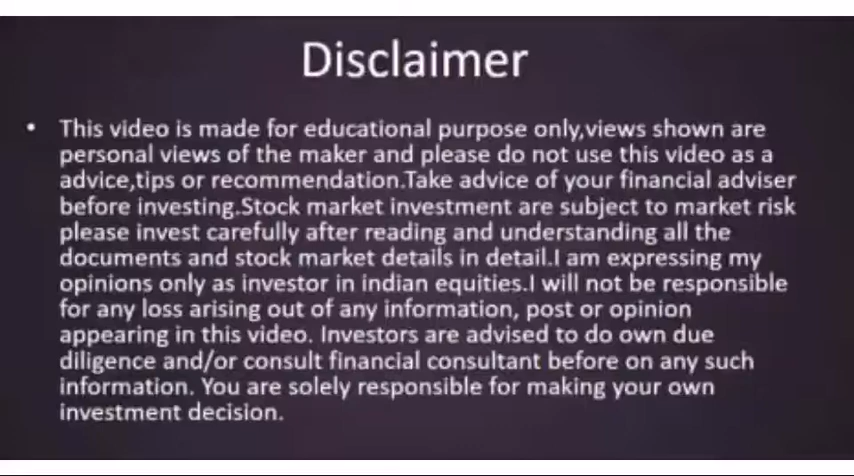 Disclaimer
• This video is made for educational purpose only,views shown are
personal views of the maker and please do not use this video as a
advice,tips or recommendation.Take advice of your financial adviser
before investing.Stock market investment are subject to market risk
please invest carefully after reading and understanding all the
documents and stock market details in detail.I am expressing my
opinions only as investor in indian equities.I will not be responsible
for any loss arising out of any information, post or opinion
appearing in this video. Investors are advised to do own due
diligence and/or consult financial consultant before on any such
information. You are solely responsible for making your own
investment decision.